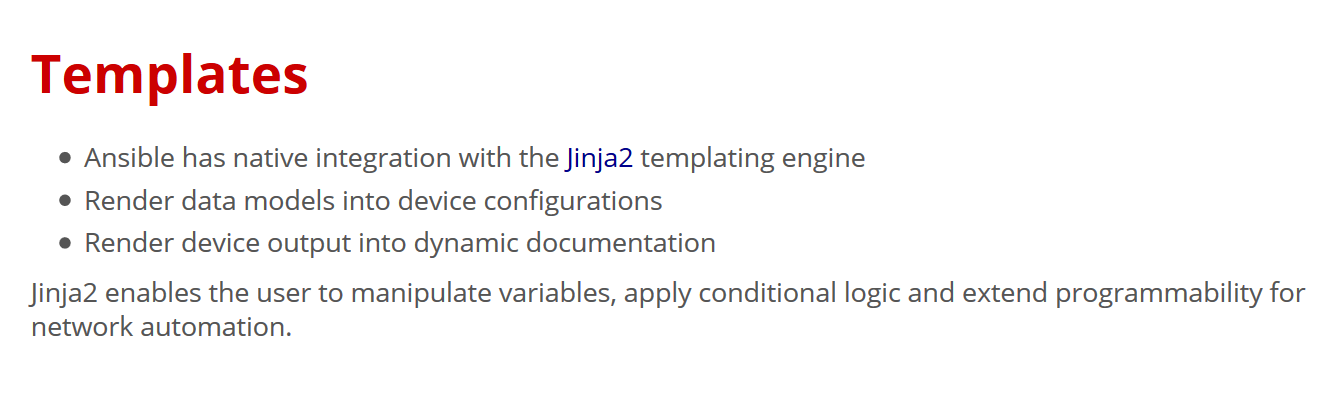 Templates
Ansible has native integration with the Jinja2 templating engine
Render data models into device configurations
Render device output into dynamic documentation
Jinja2 enables the user to manipulate variables, apply conditional logic and extend programmability for
network automation.